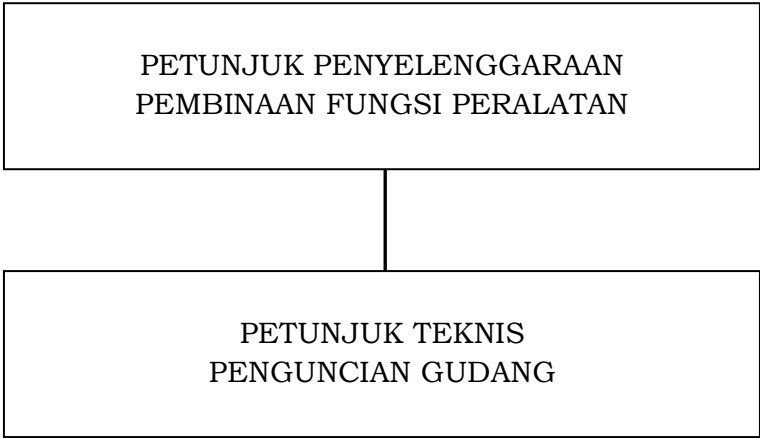 PETUNJUK PENYELENGGARAAN
PEMBINAAN FUNGSI PERALATAN
PETUNJUK TEKNIS
PENGUNCIAN GUDANG